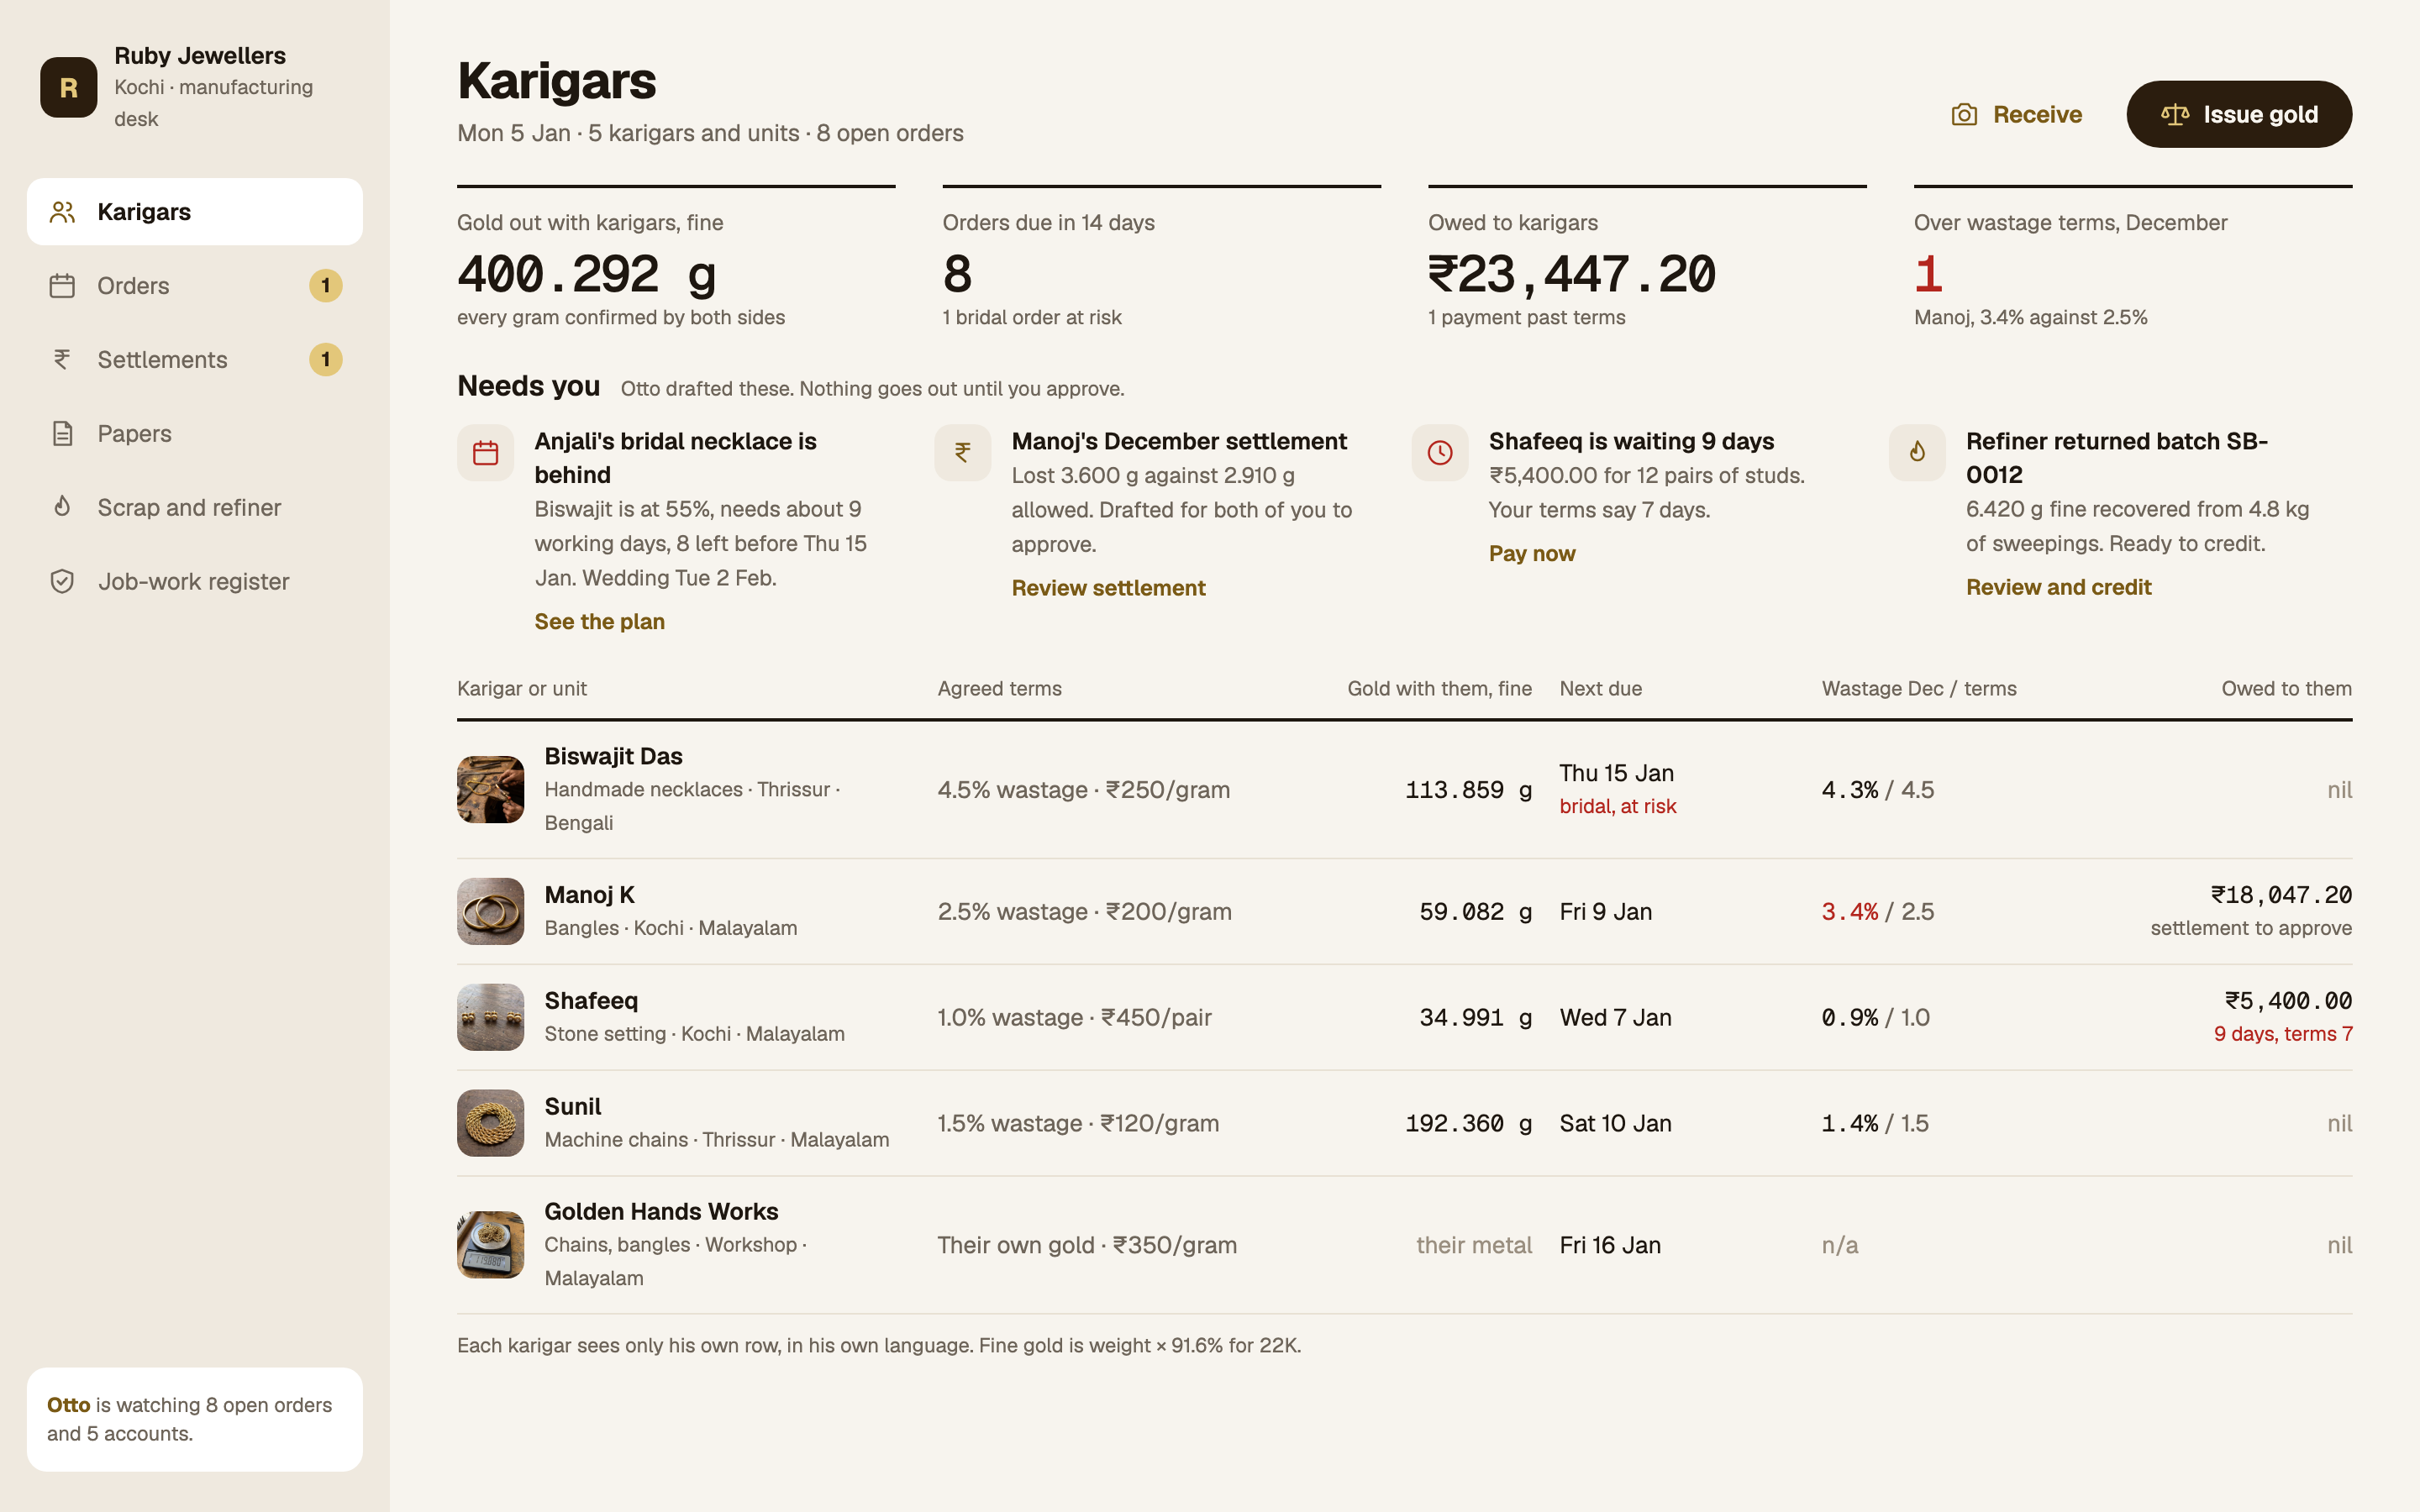 R
Ruby Jewellers
Kochi · manufacturing
desk
Karigars
Orders 1
Settlements 1
Papers
Scrap and refiner
Job-work register
Otto is watching 8 open orders
and 5 accounts.
Karigars
Mon 5 Jan · 5 karigars and units · 8 open orders
Receive
Issue gold
Gold out with karigars, fine
400.292 g
every gram confirmed by both sides
Orders due in 14 days
8
1 bridal order at risk
Owed to karigars
₹23,447.20
1 payment past terms
Over wastage terms, December
1
Manoj, 3.4% against 2.5%
Needs you Otto drafted these. Nothing goes out until you approve.
Anjali's bridal necklace is
behind
Biswajit is at 55%, needs about 9
working days, 8 left before Thu 15
Jan. Wedding Tue 2 Feb.
See the plan
₹
Manoj's December settlement
Lost 3.600 g against 2.910 g
allowed. Drafted for both of you to
approve.
Review settlement
Shafeeq is waiting 9 days
₹5,400.00 for 12 pairs of studs.
Your terms say 7 days.
Pay now
Refiner returned batch SB-
0012
6.420 g fine recovered from 4.8 kg
of sweepings. Ready to credit.
Review and credit
Karigar or unit Agreed terms Gold with them, fine Next due Wastage Dec / terms Owed to them
Biswajit Das
Handmade necklaces · Thrissur ·
Bengali
4.5% wastage · ₹250/gram
113.859 g
Thu 15 Jan
bridal, at risk
4.3% / 4.5
nil
Manoj K
Bangles · Kochi · Malayalam
2.5% wastage · ₹200/gram
59.082 g
Fri 9 Jan
3.4% / 2.5
₹18,047.20
settlement to approve
Shafeeq
Stone setting · Kochi · Malayalam
1.0% wastage · ₹450/pair
34.991 g
Wed 7 Jan
0.9% / 1.0
₹5,400.00
9 days, terms 7
Sunil
Machine chains · Thrissur · Malayalam
1.5% wastage · ₹120/gram
192.360 g
Sat 10 Jan
1.4% / 1.5
nil
Golden Hands Works
Chains, bangles · Workshop ·
Malayalam
Their own gold · ₹350/gram
their metal
Fri 16 Jan
n/a
nil
Each karigar sees only his own row, in his own language. Fine gold is weight × 91.6% for 22K.